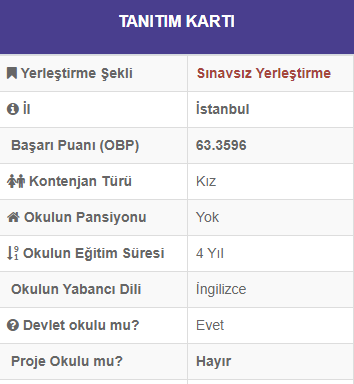 TANITIM KARTI
Yerleştirme Şekli Sınavsız Yerleştirme
İl İstanbul
Başarı Puanı (OBP) 63.3596
Kontenjan Türü Kız
Okulun Pansiyonu Yok
Okulun Eğitim Süresi 4 Yıl
Okulun Yabancı Dili İngilizce
Devlet okulu mu? Evet
Proje Okulu mu? Hayır